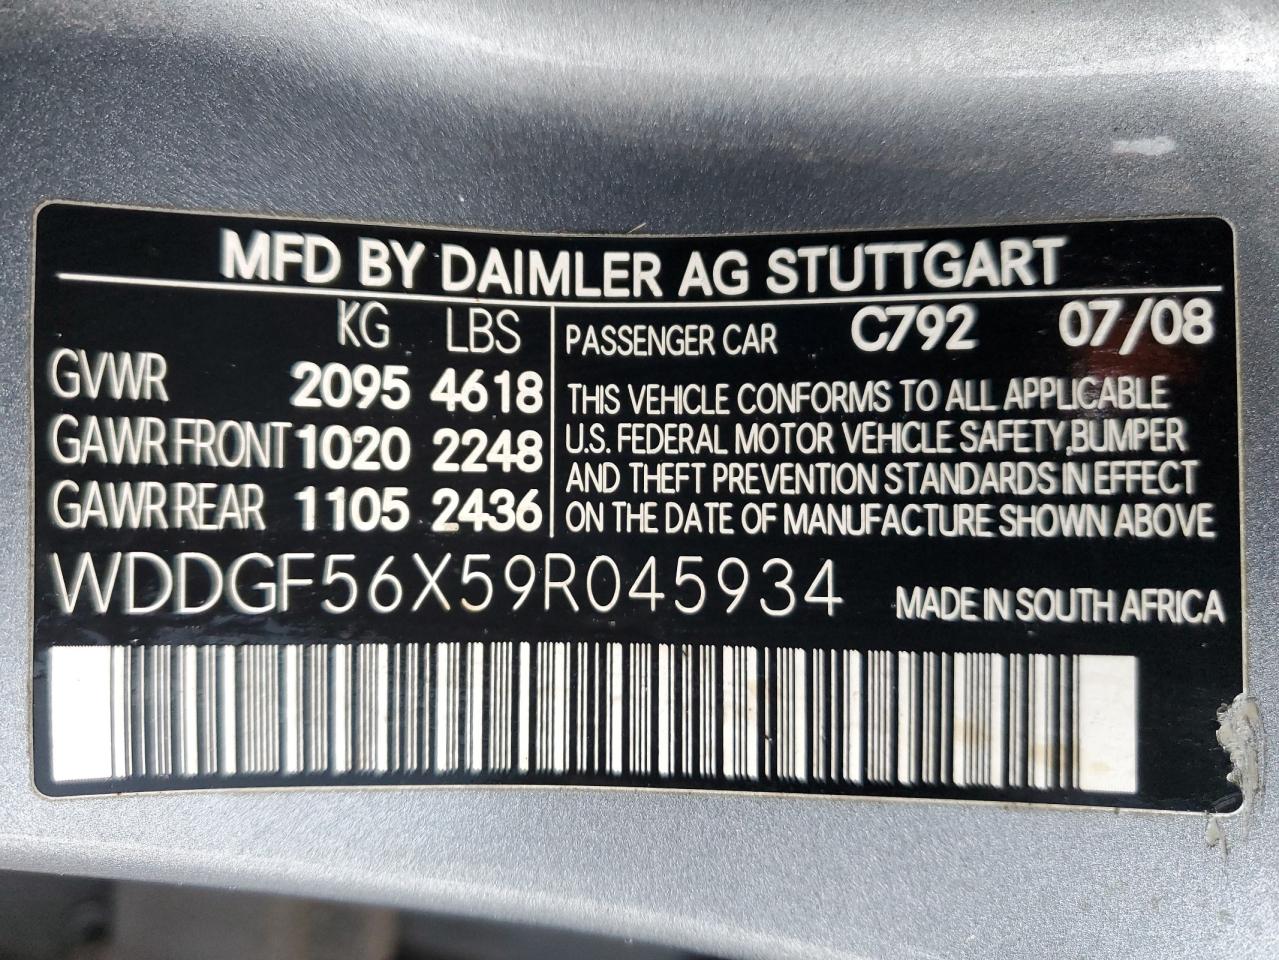 MFD BY DAIMLER AG STUTTGART
KG LBS
GVWR 2095 4618
GAWR FRONT 1020 2248
GAWR REAR 1105 2436
PASSENGER CAR C792 07/08
THIS VEHICLE CONFORMS TO ALL APPLICABLE
U.S. FEDERAL MOTOR VEHICLE SAFETY,BUMPER
AND THEFT PREVENTION STANDARDS IN EFFECT
ON THE DATE OF MANUFACTURE SHOWN ABOVE
WDDGF56X59R045934
MADE IN SOUTH AFRICA